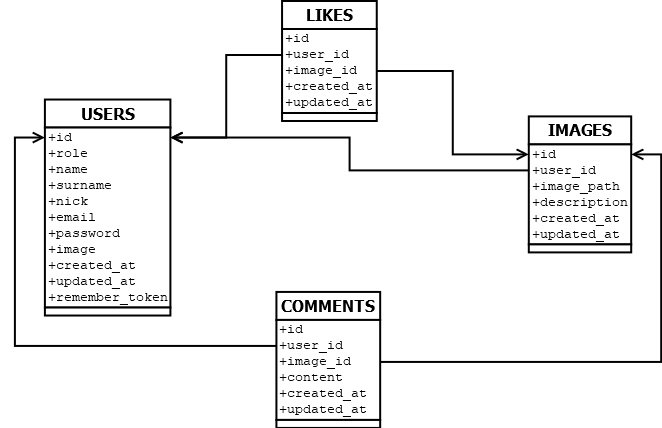 LIKES
+id
+user_id
+image_id
+created_at
+updated_at
USERS
+id
+role
+name
+surname
+nick
+email
+password
+image
+created_at
+updated_at
+remember_token
IMAGES
+id
+user_id
+image_path
+description
+created_at
+updated_at
COMMENTS
+id
+user_id
+image_id
+content
+created_at
+updated_at